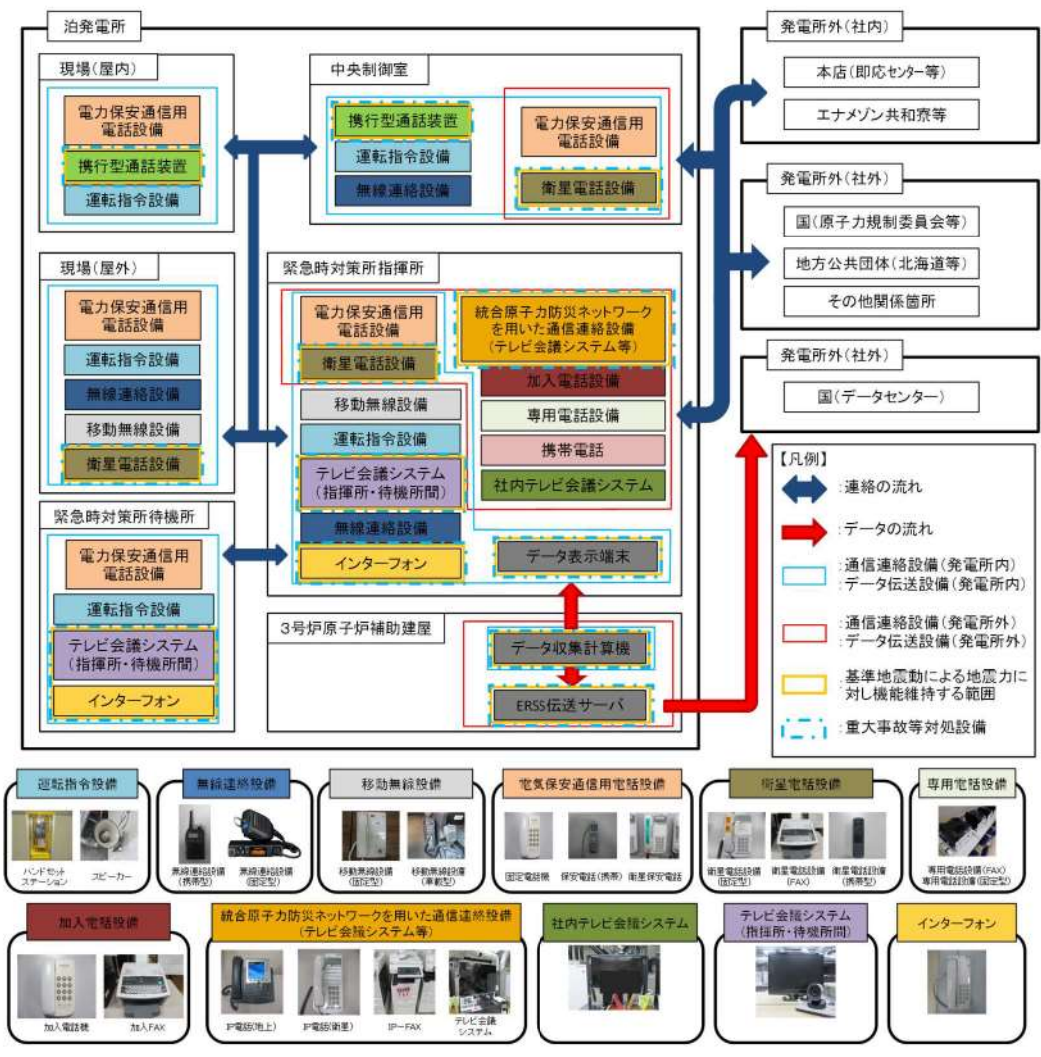 泊発電所
現場(屋内)
電力保安通信用
電話設備
携行型通話装置
運転指令設備
中央制御室
携行型通話装置
運転指令設備
無線連絡設備
電力保安通信用
電話設備
衛星電話設備
現場(屋外)
電力保安通信用
電話設備
運転指令設備
無線連絡設備
移動無線設備
衛星電話設備
緊急時対策所指揮所
電力保安通信用
電話設備
衛星電話設備
移動無線設備
運転指令設備
テレビ会議システム
(指揮所・待機所間)
無線連絡設備
インターフォン
統合原子力防災ネットワーク
を用いた通信連絡設備
(テレビ会議システム等)
加入電話設備
専用電話設備
携帯電話
社内テレビ会議システム
データ表示端末
緊急時対策所待機所
電力保安通信用
電話設備
運転指令設備
テレビ会議システム
(指揮所・待機所間)
インターフォン
3号炉原子炉補助建屋
データ収集計算機
ERSS伝送サーバ
発電所外(社内)
本店(即応センター等)
エナメゾン共和寮等
発電所外(社外)
国(原子力規制委員会等)
地方公共団体(北海道等)
その他関係箇所
発電所外(社外)
国(データセンター)
【凡例】
:連絡の流れ
:データの流れ
:通信連絡設備(発電所内)
:データ伝送設備(発電所内)
:通信連絡設備(発電所外)
:データ伝送設備(発電所外)
:基準地震動による地震力に
対し機能維持する範囲
:重大事故等対処設備
運転指令設備
ハンドセット
ステーション
スピーカー
無線連絡設備
無線連絡設備
(携帯型)
無線連絡設備
(固定型)
移動無線設備
移動無線設備
(固定型)
移動無線設備
(車載型)
電気保安通信用電話設備
固定電話機
保安電話(携帯)
衛星保安電話
衛星電話設備
衛星電話設備
(固定型)
衛星電話設備
(FAX)
衛星電話設備
(携帯型)
専用電話設備
専用電話設備(FAX)
専用電話設備(固定型)
加入電話設備
加入電話機
加入FAX
統合原子力防災ネットワークを用いた通信連絡設備
(テレビ会議システム等)
IP電話(地上)
IP電話(衛星)
IP-FAX
テレビ会議
システム
社内テレビ会議システム
テレビ会議システム
(指揮所・待機所間)
インターフォン